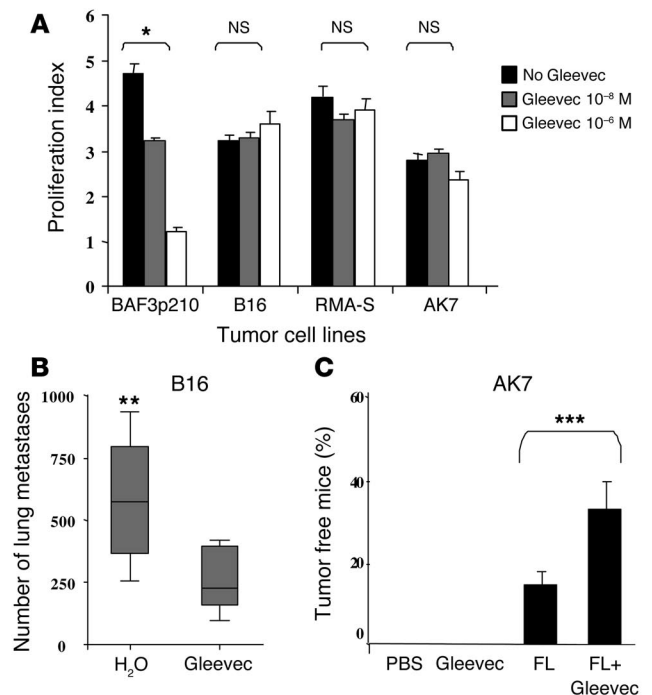 A
6
5
4
3
2
1
0
Proliferation index
*
NS
NS
NS
No Gleevec
Gleevec 10⁻⁸ M
Gleevec 10⁻⁶ M
BAF3p210 B16 RMA-S AK7
Tumor cell lines
B
B16
1000
750
500
250
0
Number of lung metastases
**
H₂O Gleevec
C
AK7
60
40
20
0
Tumor free mice (%)
***
PBS Gleevec FL FL+
Gleevec